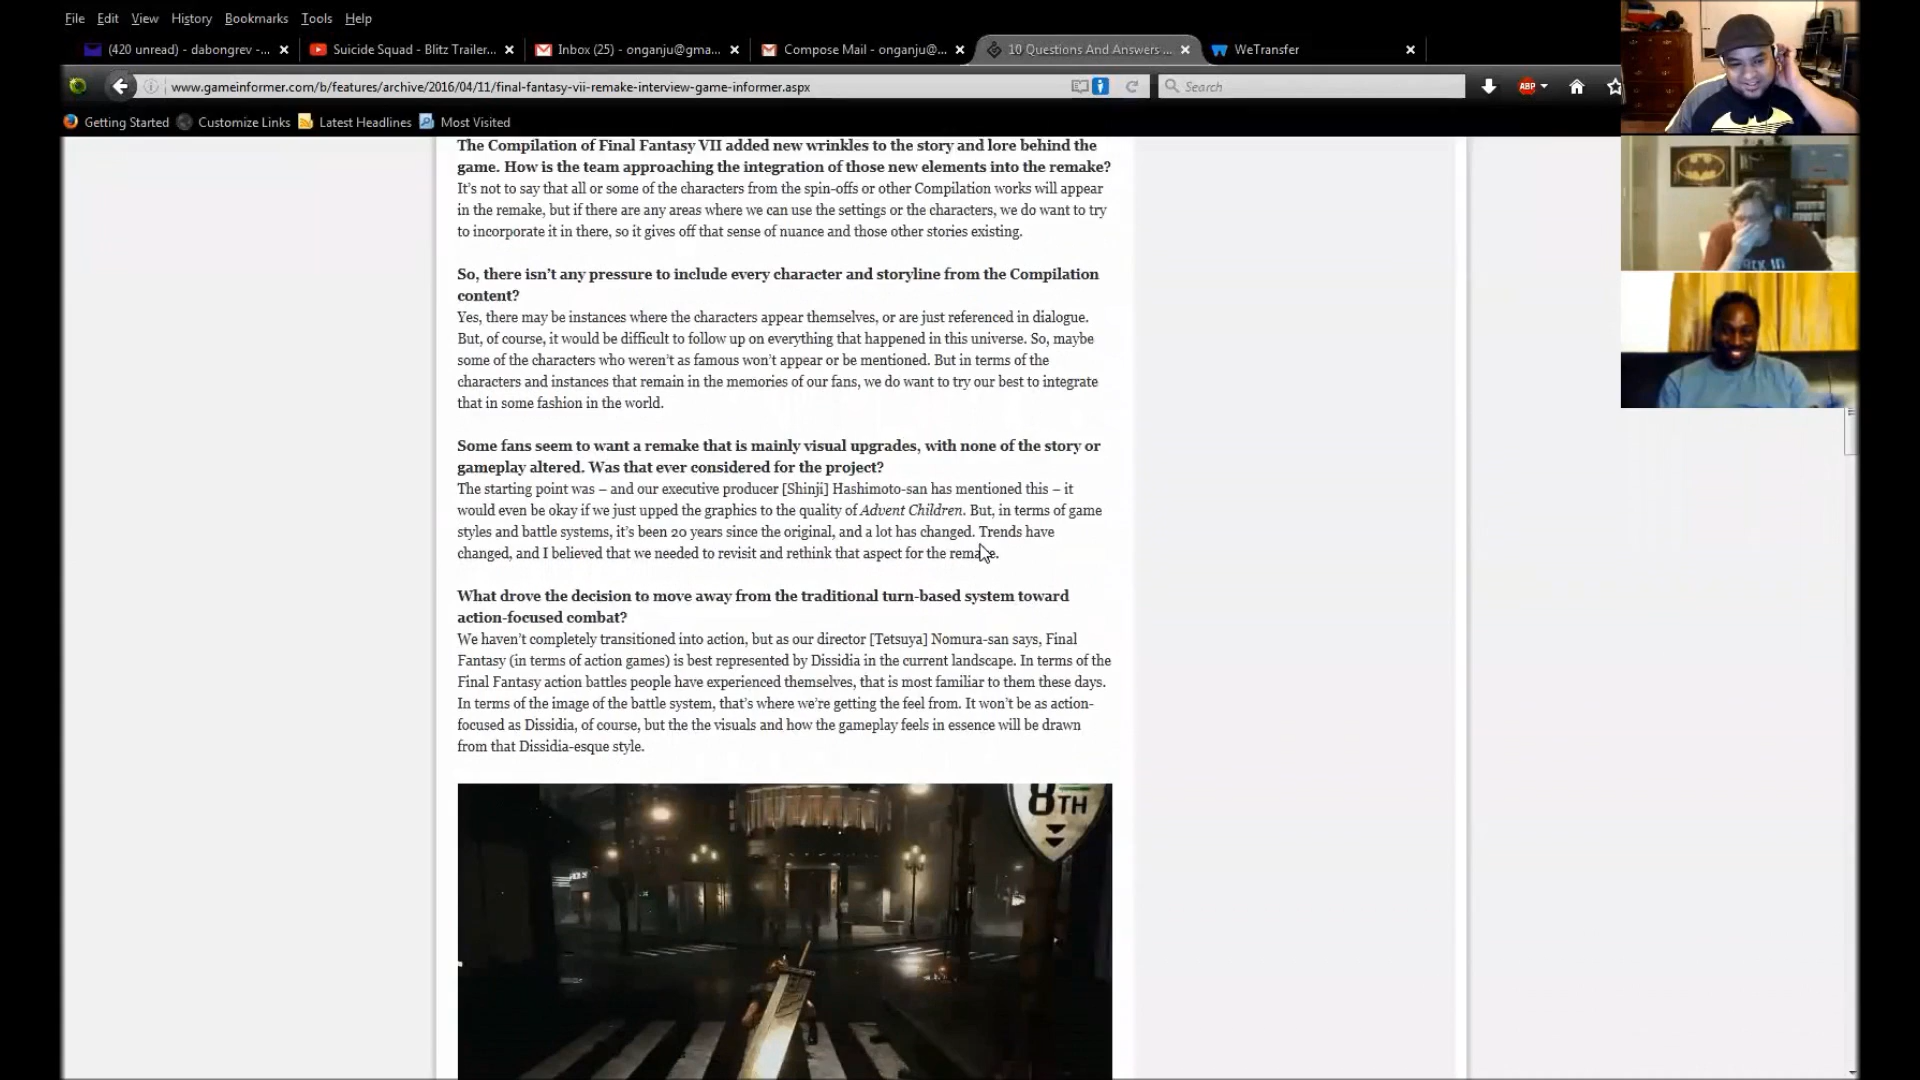 File Edit View History Bookmarks Tools Help
(420 unread) - dabongrev -...
Suicide Squad - Blitz Trailer...
Inbox (25) - onganju@gma...
Compose Mail - onganju@...
10 Questions And Answers ...
WeTransfer
www.gameinformer.com/b/features/archive/2016/04/11/final-fantasy-vii-remake-interview-game-informer.aspx
Search
ABP
Getting Started Customize Links Latest Headlines Most Visited
The Compilation of Final Fantasy VII added new wrinkles to the story and lore behind the
game. How is the team approaching the integration of those new elements into the remake?
It's not to say that all or some of the characters from the spin-offs or other Compilation works will appear
in the remake, but if there are any areas where we can use the settings or the characters, we do want to try
to incorporate it in there, so it gives off that sense of nuance and those other stories existing.
So, there isn't any pressure to include every character and storyline from the Compilation
content?
Yes, there may be instances where the characters appear themselves, or are just referenced in dialogue.
But, of course, it would be difficult to follow up on everything that happened in this universe. So, maybe
some of the characters who weren't as famous won't appear or be mentioned. But in terms of the
characters and instances that remain in the memories of our fans, we do want to try our best to integrate
that in some fashion in the world.
Some fans seem to want a remake that is mainly visual upgrades, with none of the story or
gameplay altered. Was that ever considered for the project?
The starting point was – and our executive producer [Shinji] Hashimoto-san has mentioned this – it
would even be okay if we just upped the graphics to the quality of Advent Children. But, in terms of game
styles and battle systems, it's been 20 years since the original, and a lot has changed. Trends have
changed, and I believed that we needed to revisit and rethink that aspect for the remake.
What drove the decision to move away from the traditional turn-based system toward
action-focused combat?
We haven't completely transitioned into action, but as our director [Tetsuya] Nomura-san says, Final
Fantasy (in terms of action games) is best represented by Dissidia in the current landscape. In terms of the
Final Fantasy action battles people have experienced themselves, that is most familiar to them these days.
In terms of the image of the battle system, that's where we're getting the feel from. It won't be as action-
focused as Dissidia, of course, but the the visuals and how the gameplay feels in essence will be drawn
from that Dissidia-esque style.
8TH